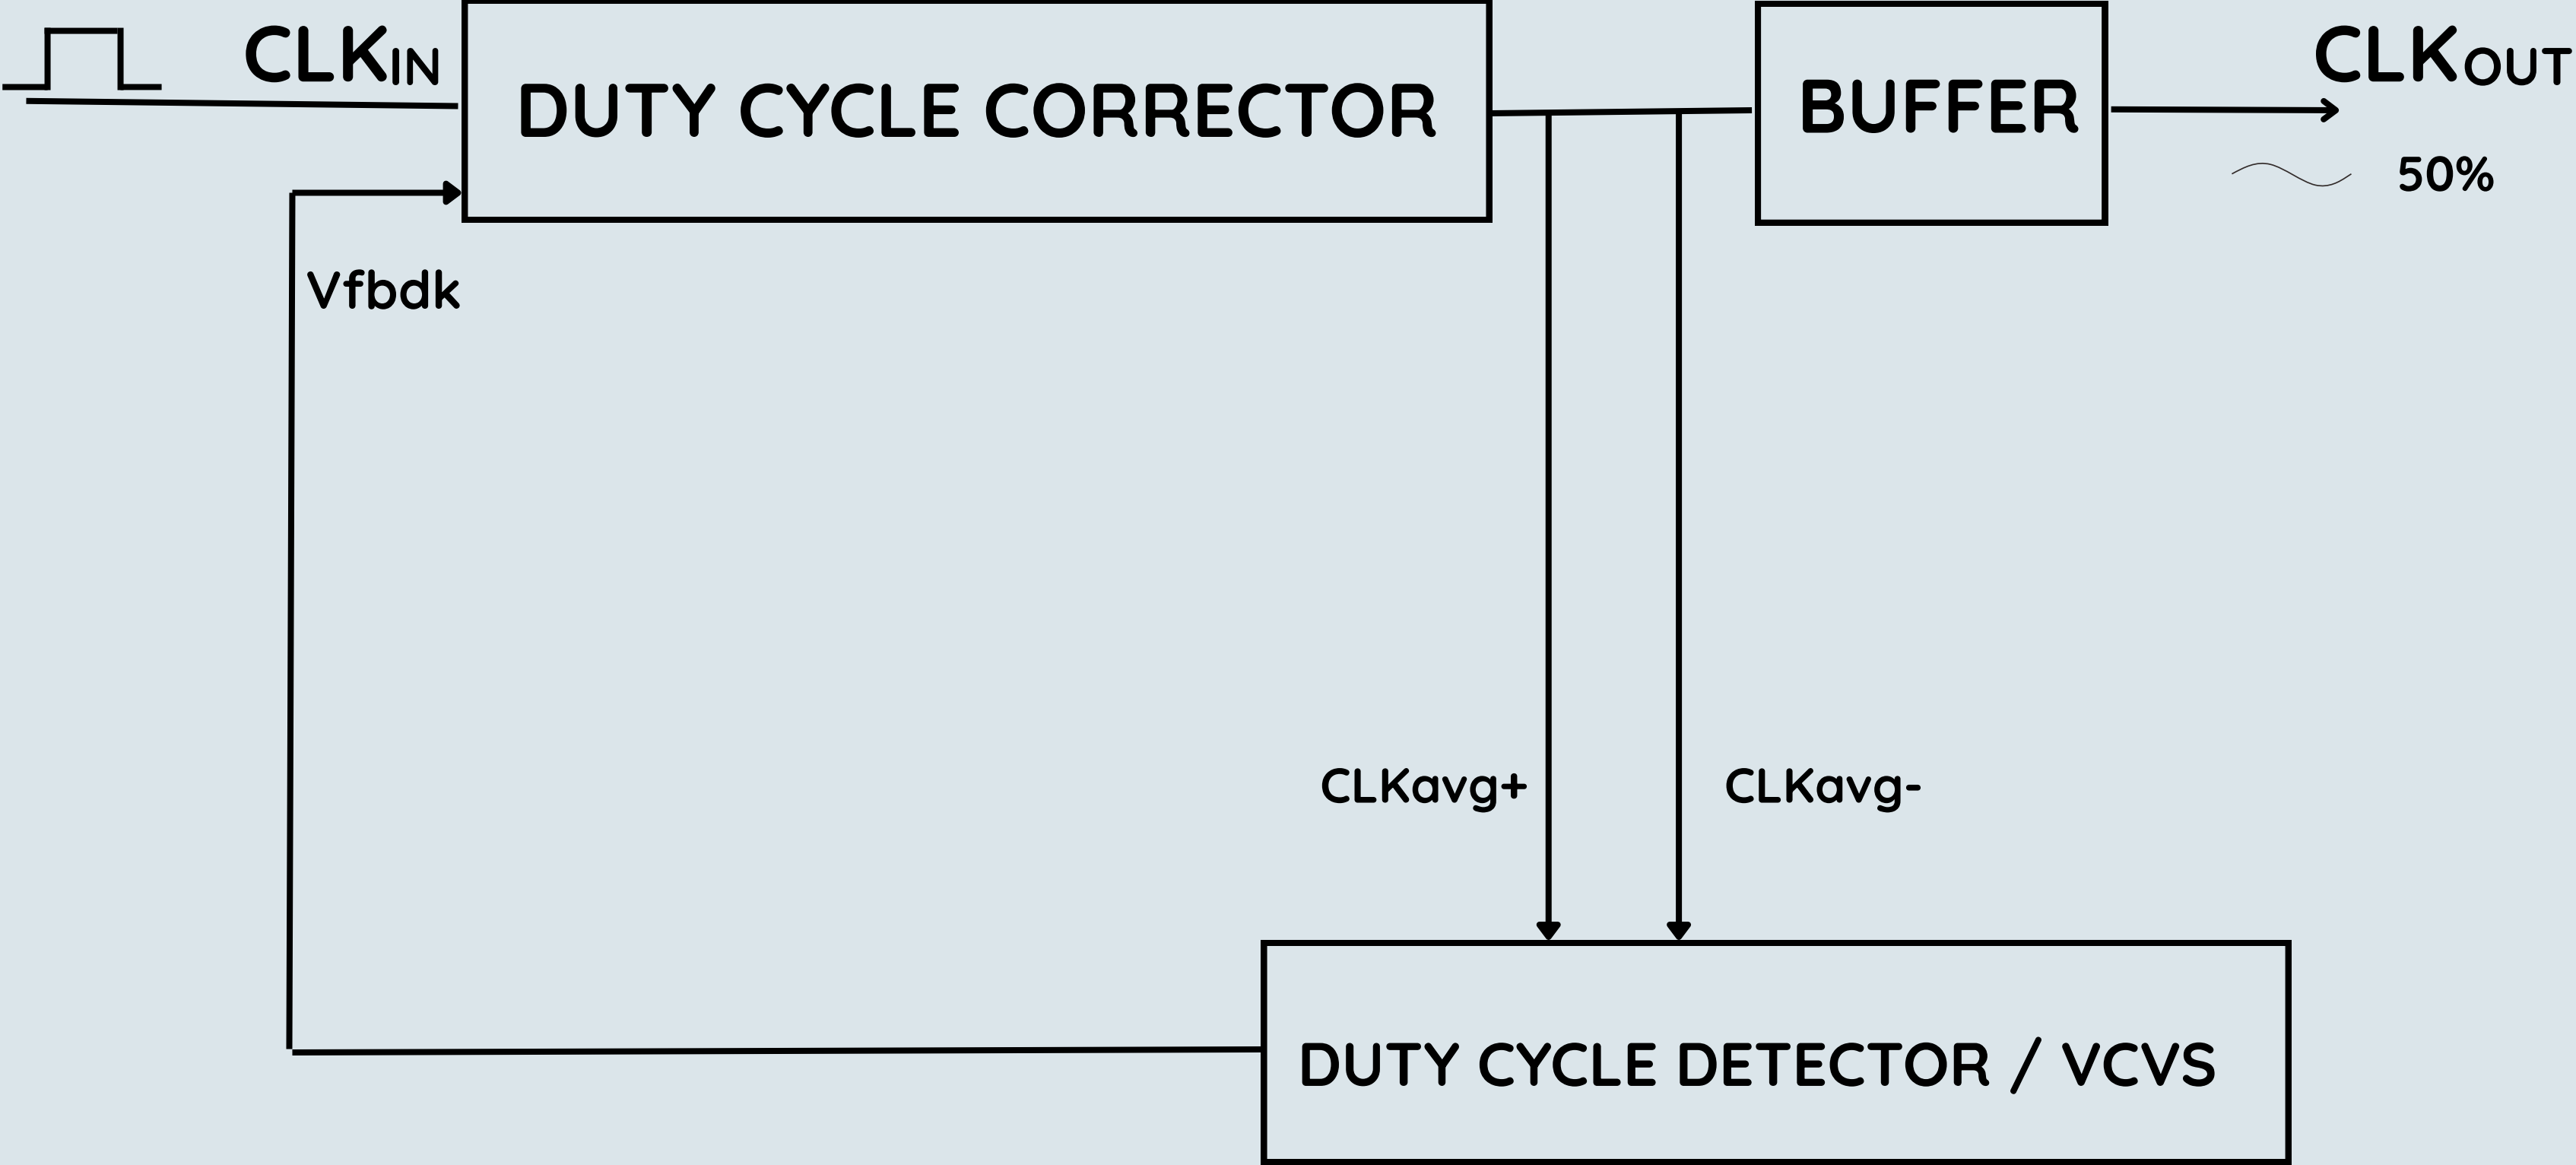 CLKIN
DUTY CYCLE CORRECTOR
BUFFER
CLKOUT
50%
Vfbdk
CLKavg+
CLKavg-
DUTY CYCLE DETECTOR / VCVS